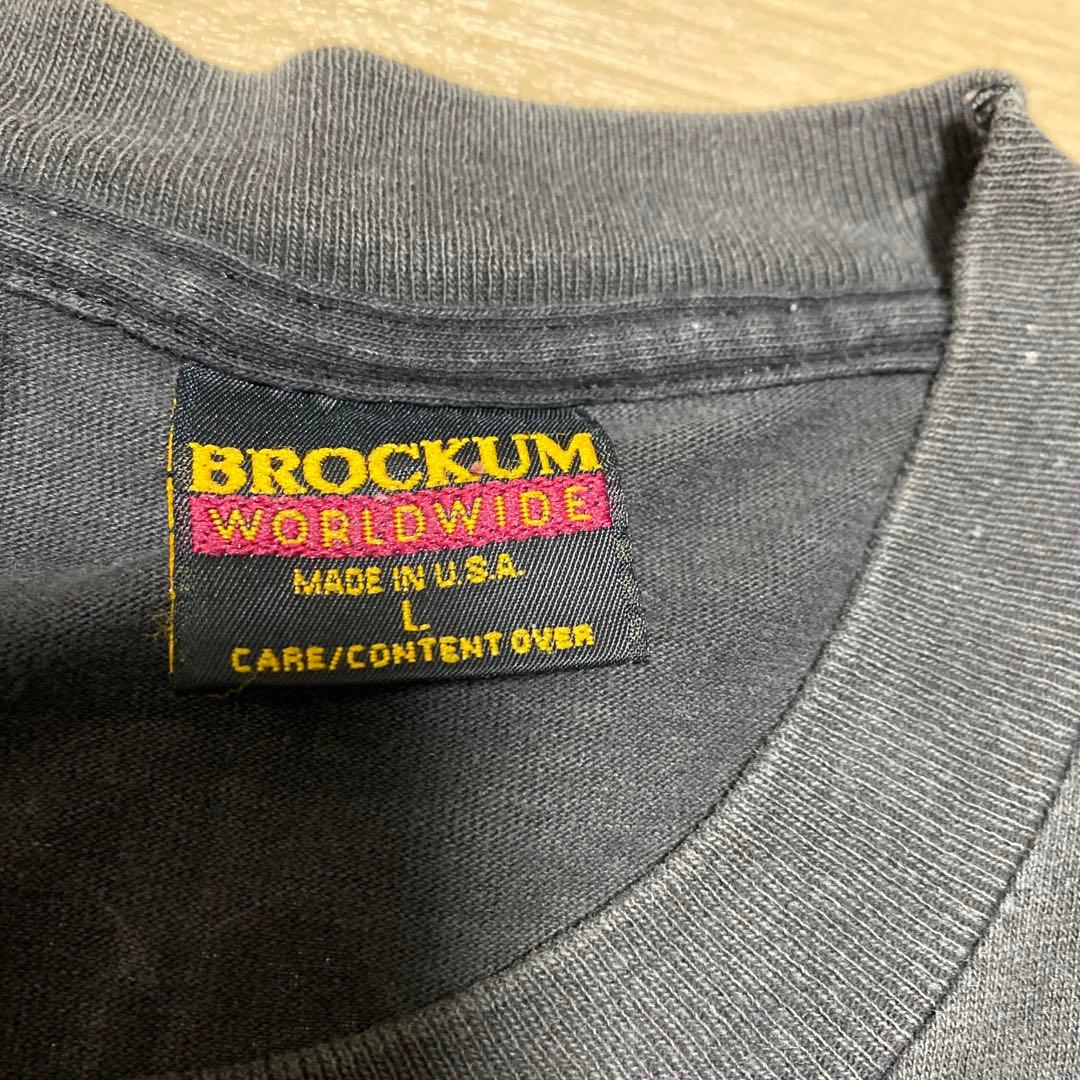 BROCKUM
WORLDWIDE
MADE IN U.S.A.
L
CARE/CONTENT OVER